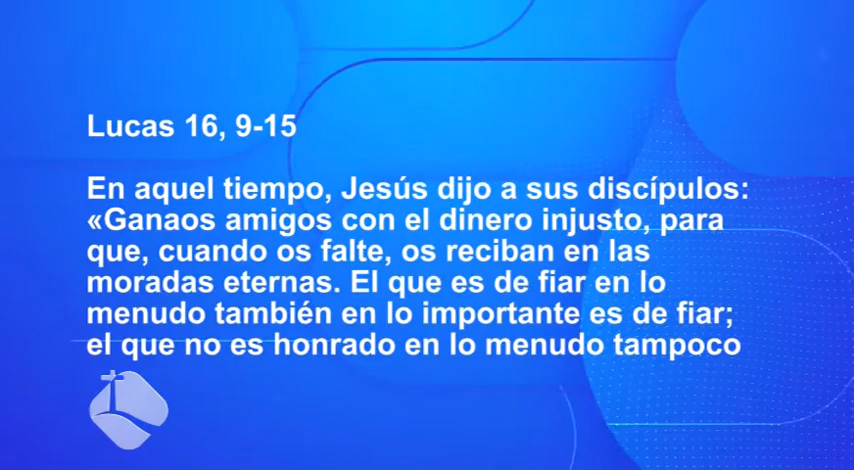 Lucas 16, 9-15
En aquel tiempo, Jesús dijo a sus discípulos:
«Ganaos amigos con el dinero injusto, para
que, cuando os falte, os reciban en las
moradas eternas. El que es de fiar en lo
menudo también en lo importante es de fiar;
el que no es honrado en lo menudo tampoco